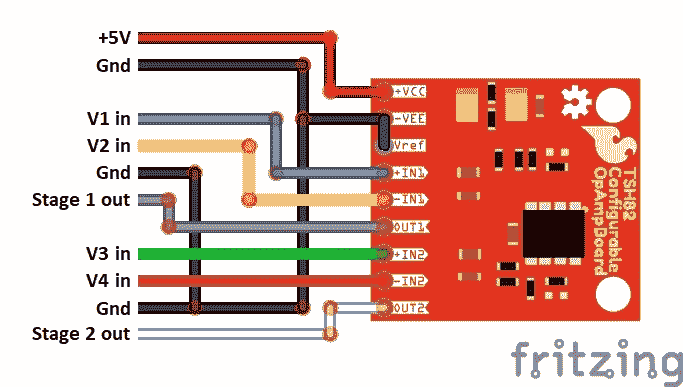 +5V
Gnd
V1 in
V2 in
Gnd
Stage 1 out
V3 in
V4 in
Gnd
Stage 2 out
+VCC
-VEE
Vref
+IN1
-IN1
OUT1
+IN2
-IN2
OUT2
TSH82
Configurable
OpAmpBoard
fritzing